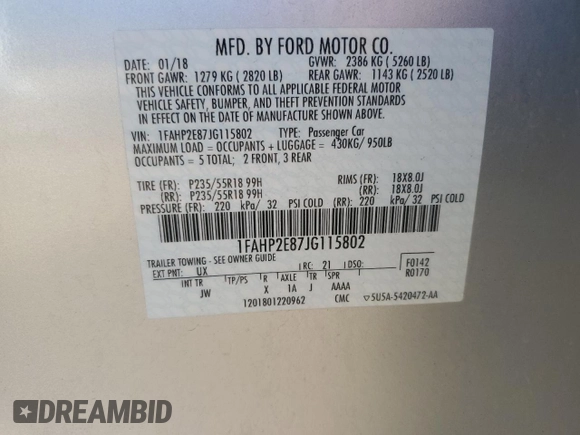 MFD. BY FORD MOTOR CO.
DATE: 01/18 GVWR: 2386 KG ( 5260 LB)
FRONT GAWR: 1279 KG ( 2820 LB) REAR GAWR: 1143 KG ( 2520 LB)
THIS VEHICLE CONFORMS TO ALL APPLICABLE FEDERAL MOTOR
VEHICLE SAFETY, BUMPER, AND THEFT PREVENTION STANDARDS
IN EFFECT ON THE DATE OF MANUFACTURE SHOWN ABOVE.
VIN: 1FAHP2E87JG115802 TYPE: Passenger Car
MAXIMUM LOAD = OCCUPANTS + LUGGAGE = 430KG/ 950LB
OCCUPANTS = 5 TOTAL; 2 FRONT, 3 REAR
TIRE (FR): P235/55R18 99H RIMS (FR): 18X8.0J
(RR): P235/55R18 99H (RR): 18X8.0J
PRESSURE (FR): 220 kPa/ 32 PSI COLD (RR): 220 kPa/ 32 PSI COLD
1FAHP2E87JG115802
TRAILER TOWING - SEE OWNER GUIDE
EXT PNT: UX RC: 21 DSO: F0142
INT TR TP/PS R AXLE TR SPR R0170
JW X 1A J AAAA
1201801220962 CMC ▽5U5A-5420472-AA
DREAMBID